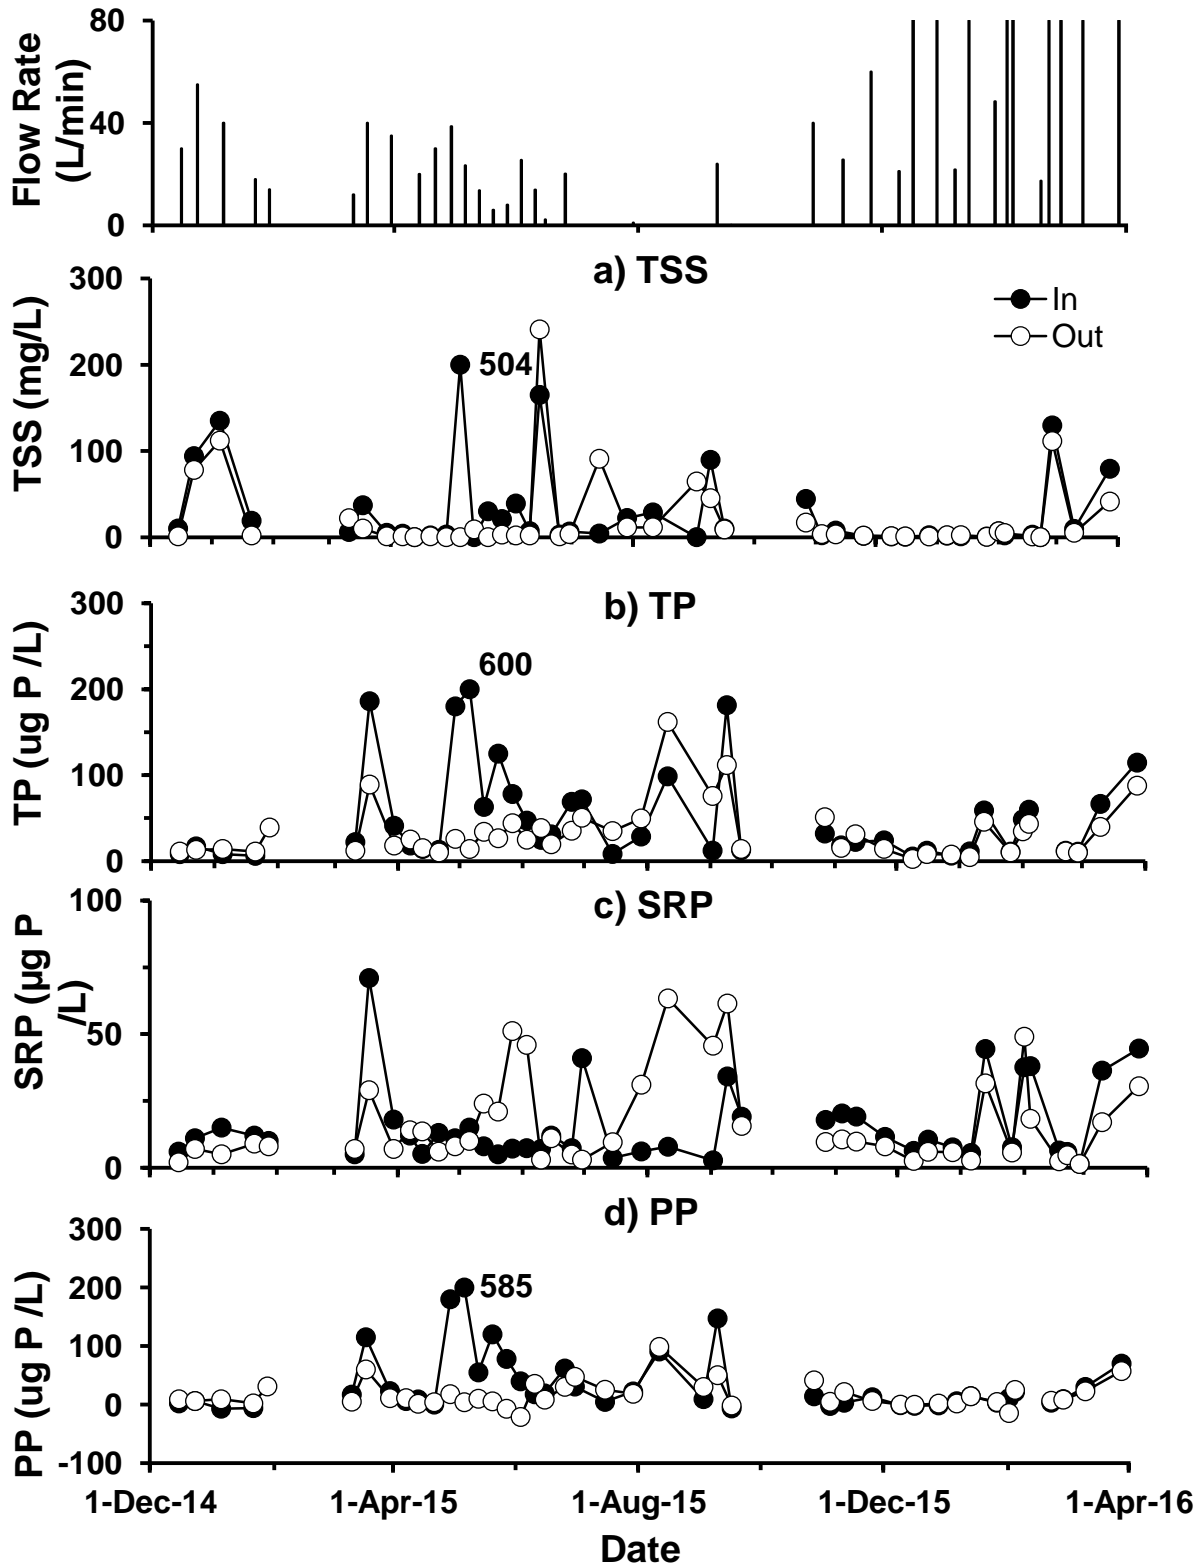 Flow Rate
(L/min)
80
40
0
a) TSS
TSS (mg/L)
300
200
100
0
504
In
Out
b) TP
TP (ug P /L)
300
200
100
0
600
c) SRP
SRP (µg P
/L)
100
50
0
d) PP
PP (ug P /L)
300
200
100
0
-100
585
1-Dec-14
1-Apr-15
1-Aug-15
1-Dec-15
1-Apr-16
Date